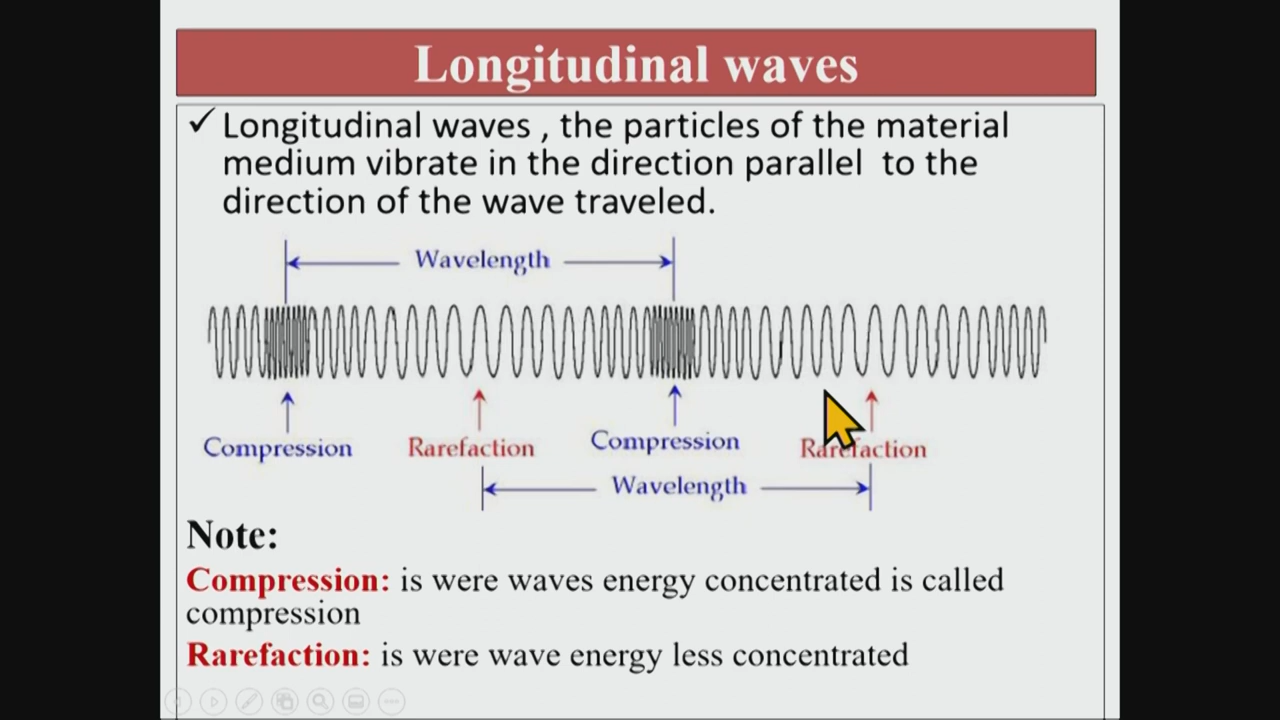 Longitudinal waves
✓ Longitudinal waves , the particles of the material
medium vibrate in the direction parallel to the
direction of the wave traveled.
Wavelength
Compression Rarefaction Compression Rarefaction
Wavelength
Note:
Compression: is were waves energy concentrated is called
compression
Rarefaction: is were wave energy less concentrated